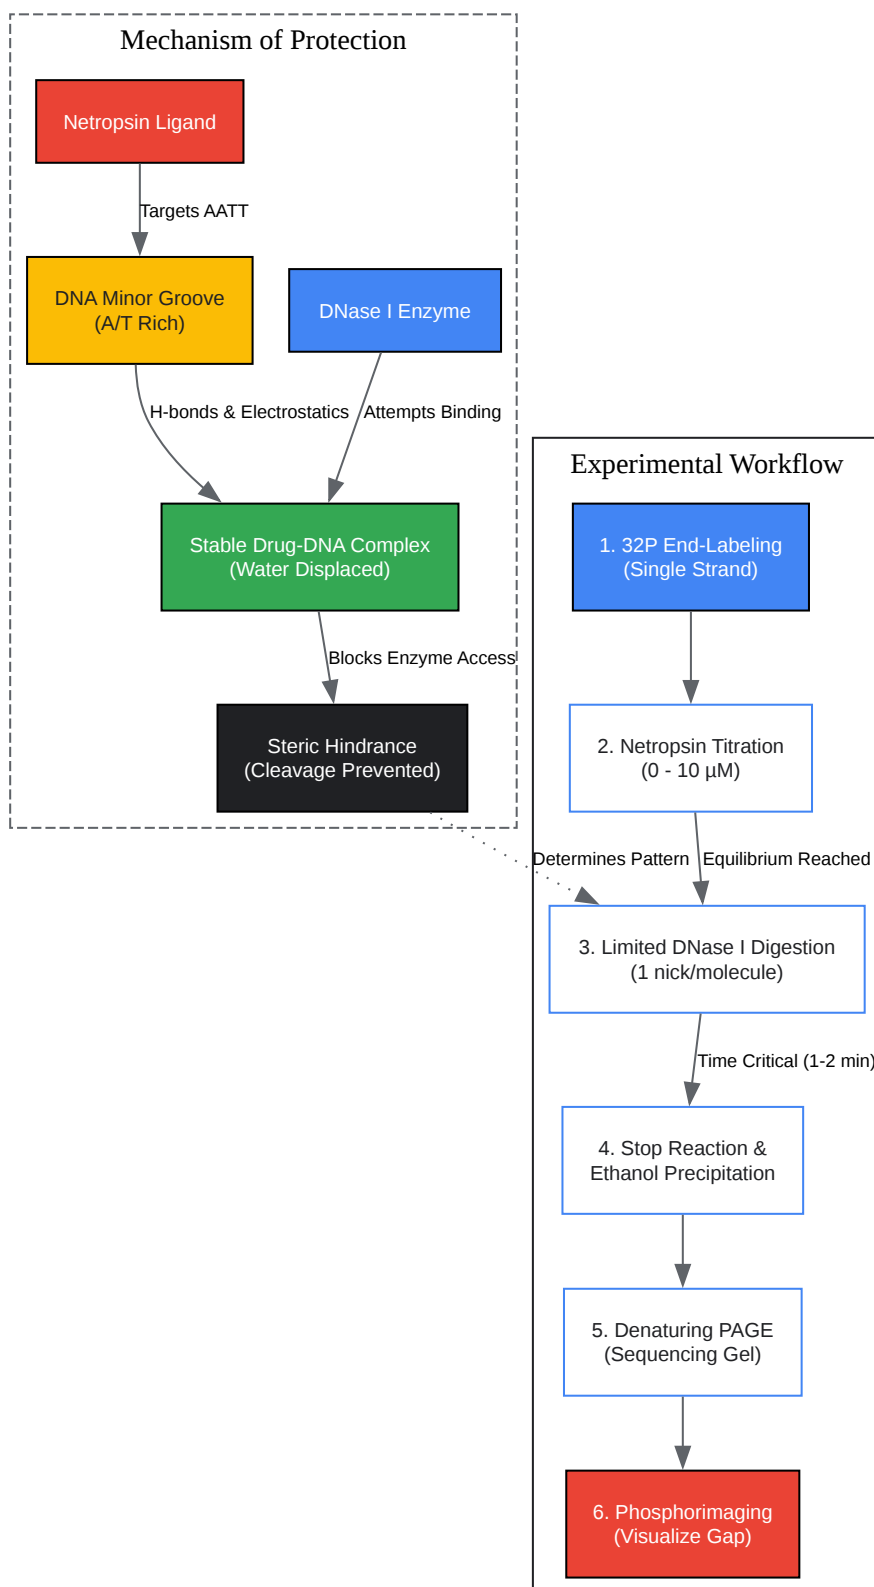 Mechanism of Protection
Netropsin Ligand
Targets AATT
DNA Minor Groove
(A/T Rich)
DNase I Enzyme
H-bonds & Electrostatics
Attempts Binding
Stable Drug-DNA Complex
(Water Displaced)
Blocks Enzyme Access
Steric Hindrance
(Cleavage Prevented)
Experimental Workflow
1. 32P End-Labeling
(Single Strand)
2. Netropsin Titration
(0 - 10 µM)
Determines Pattern
Equilibrium Reached
3. Limited DNase I Digestion
(1 nick/molecule)
Time Critical (1-2 min)
4. Stop Reaction &
Ethanol Precipitation
5. Denaturing PAGE
(Sequencing Gel)
6. Phosphorimaging
(Visualize Gap)